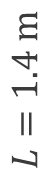 L = 1.4 m